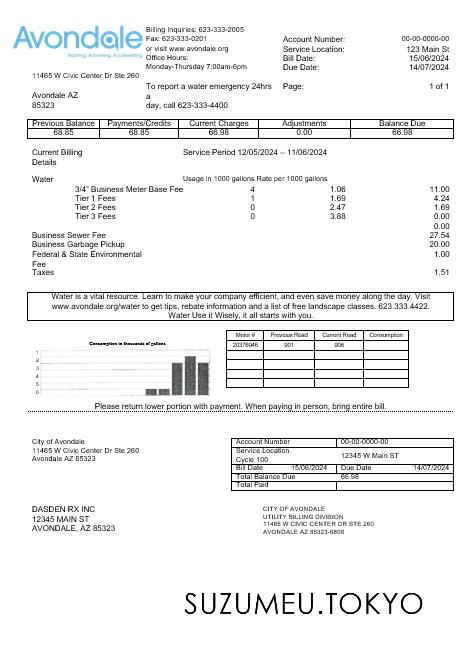 Avondale
Aspiring. Achieving. Accelerating.
Billing Inquiries: 623-333-2005
Fax: 623-333-0201
or visit www.avondale.org
Office Hours:
Monday-Thursday 7:00am-6pm
Account Number: 00-00-0000-00
Service Location: 123 Main St
Bill Date: 15/06/2024
Due Date: 14/07/2024
11465 W Civic Center Dr Ste 260
Avondale AZ
85323
To report a water emergency 24hrs
a
day, call 623-333-4400
Page: 1 of 1
Previous Balance Payments/Credits Current Charges Adjustments Balance Due
68.85 68.85 66.98 0.00 66.98
Current Billing
Details
Service Period 12/05/2024 – 11/06/2024
Water Usage in 1000 gallons Rate per 1000 gallons
3/4" Business Meter Base Fee 4 1.06 11.00
Tier 1 Fees 1 1.69 4.24
Tier 2 Fees 0 2.47 1.69
Tier 3 Fees 0 3.88 0.00
0.00
Business Sewer Fee 27.54
Business Garbage Pickup 20.00
Federal & State Environmental 1.00
Fee
Taxes 1.51
Water is a vital resource. Learn to make your company efficient, and even save money along the day. Visit
www.avondale.org/water to get tips, rebate information and a list of free landscape classes. 623.333.4422.
Water Use it Wisely, it all starts with you.
Consumption in thousands of gallons
1
2
3
4
5
6
Meter # Previous Read Current Read Consumption
20376046 901 906
Please return lower portion with payment. When paying in person, bring entire bill.
City of Avondale
11465 W Civic Center Dr Ste 260
Avondale AZ 85323
Account Number 00-00-0000-00
Service Location
Cycle 100
12345 W Main ST
Bill Date 15/06/2024 Due Date 14/07/2024
Total Balance Due 66.98
Total Paid
DASDEN RX INC
12345 MAIN ST
AVONDALE, AZ 85323
CITY OF AVONDALE
UTILITY BILLING DIVISION
11465 W CIVIC CENTER DR STE 260
AVONDALE AZ 85323-6808
SUZUMEU.TOKYO